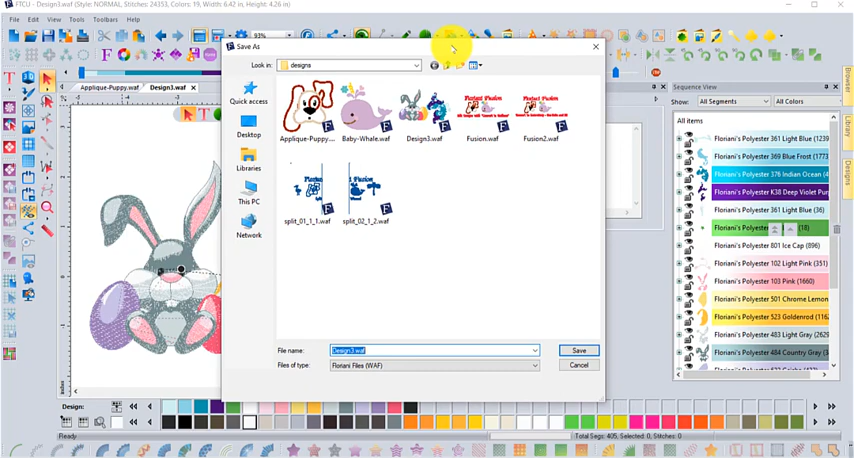 FTCU - Design3.waf (Style: NORMAL, Stitches: 24353, Colors: 19, Width: 6.42 in, Height: 4.26 in)
File Edit View Tools Toolbars Help
93%
Applique-Puppy.waf Design3.waf
Save As
Look in: designs
Quick access
Desktop
Libraries
This PC
Network
Applique-Puppy.... Baby-Whale.waf Design3.waf Fusion.waf Fusion2.waf
split_01_1_1.waf split_02_1_2.waf
File name: Design3.waf Save
Files of type: Floriani Files (WAF) Cancel
Sequence View
Show: All Segments All Colors
All items
Floriani's Polyester 361 Light Blue (1239
Floriani's Polyester 369 Blue Frost (1773
Floriani's Polyester 376 Indian Ocean (4
Floriani's Polyester K38 Deep Violet Pur
Floriani's Polyester 361 Light Blue (36)
Floriani's Polyester (18)
Floriani's Polyester 801 Ice Cap (896)
Floriani's Polyester 102 Light Pink (351)
Floriani's Polyester 103 Pink (1660)
Floriani's Polyester 501 Chrome Lemon
Floriani's Polyester 523 Goldenrod (116
Floriani's Polyester 483 Light Gray (262
Floriani's Polyester 484 Country Gray (
Browser
Library
Designs
Design:
Ready
Total Segs: 405, Selected: 0, Stitches: 0